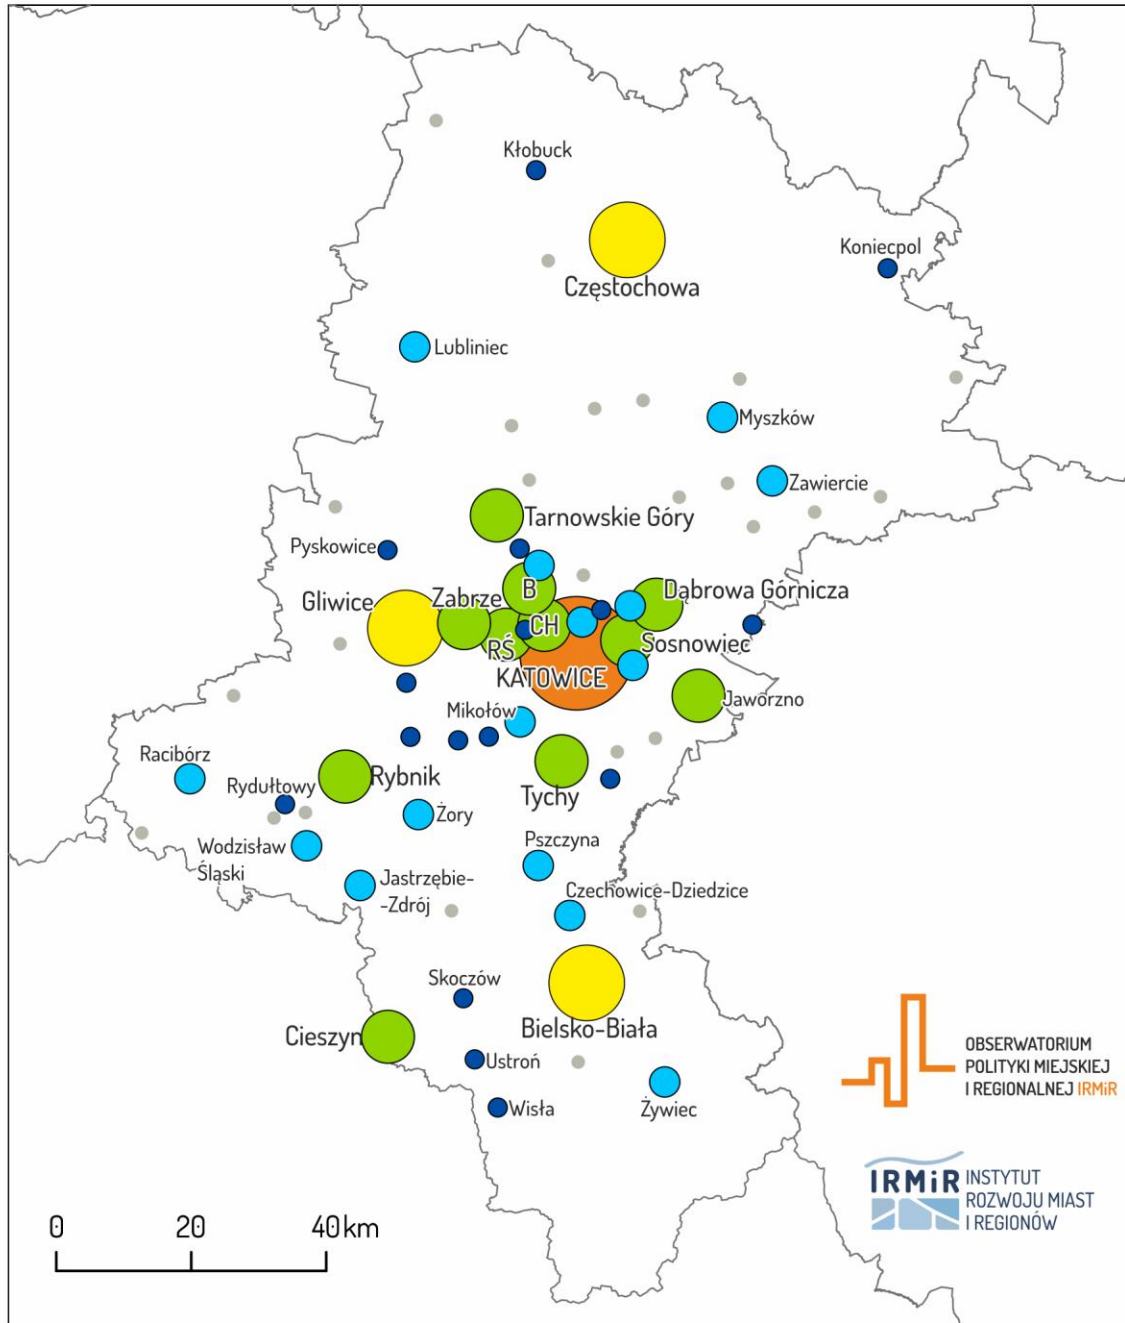 Kłobuck
Koniecpol
Częstochowa
Lubliniec
Myszków
Zawiercie
Tarnowskie Góry
Pyskowice
Dąbrowa Górnicza
B
Zabrze
Gliwice
CH
Sosnowiec
RŚ
KATOWICE
Jaworzno
Mikołów
Racibórz
Rybnik
Rydułtowy
Tychy
Żory
Pszczyna
Wodzisław
Śląski
Jastrzębie-
-Zdrój
Czechowice-Dziedzice
Skoczów
Bielsko-Biała
Cieszyn
Ustroń
Wisła
Żywiec
OBSERWATORIUM
POLITYKI MIEJSKIEJ
I REGIONALNEJ IRMiR
IRMiR
INSTYTUT
ROZWOJU MIAST
I REGIONÓW
0 20 40 km